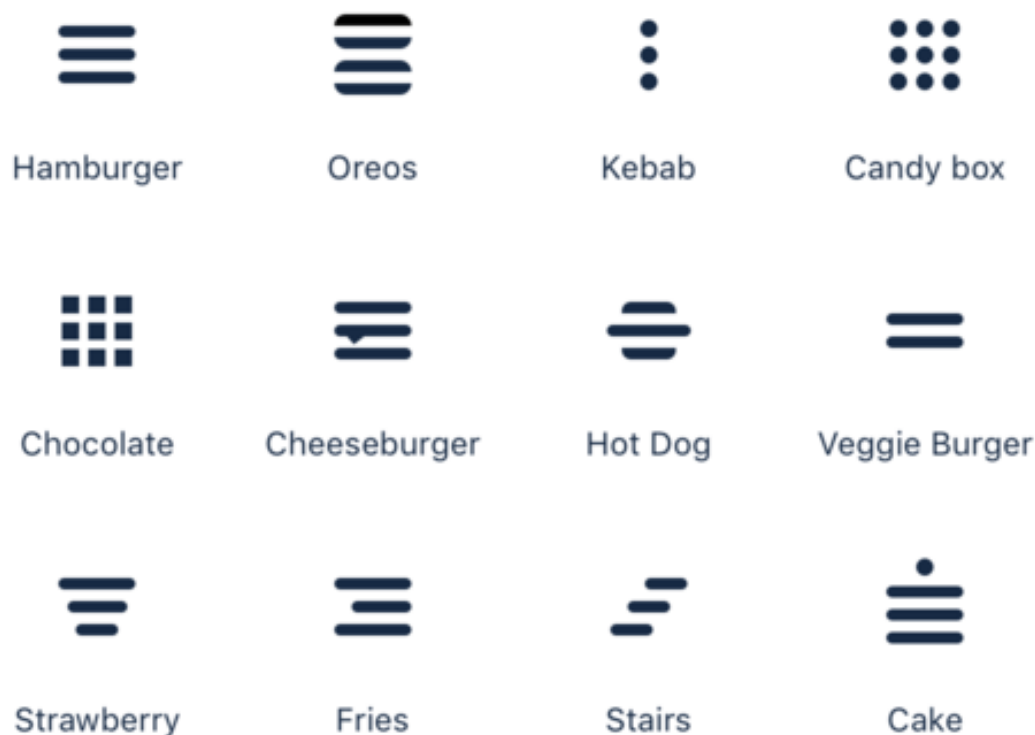 Hamburger Oreos Kebab Candy box
Chocolate Cheeseburger Hot Dog Veggie Burger
Strawberry Fries Stairs Cake